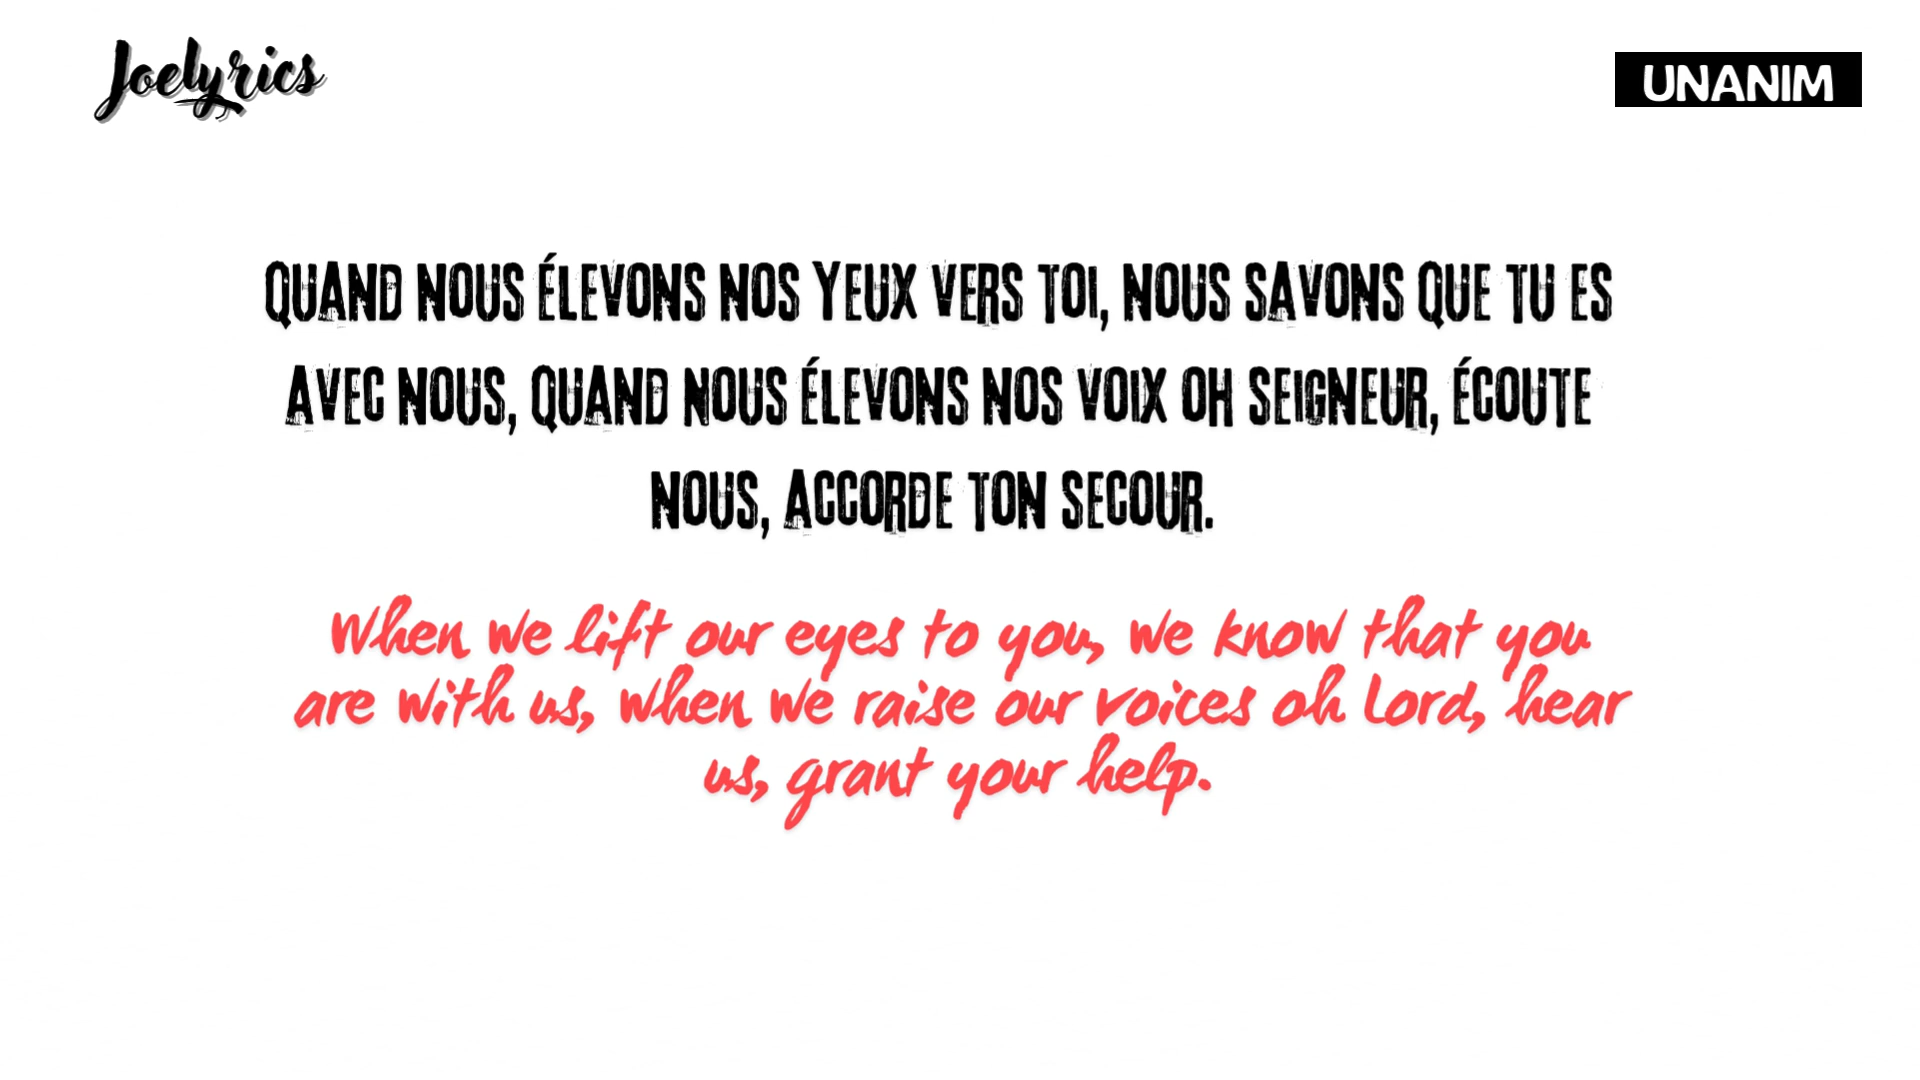 Joelyrics
UNANIM
QUAND NOUS ÉLEVONS NOS YEUX VERS TOI, NOUS SAVONS QUE TU ES
AVEC NOUS, QUAND NOUS ÉLEVONS NOS VOIX OH SEIGNEUR, ÉCOUTE
NOUS, ACCORDE TON SECOUR.
When we lift our eyes to you, we know that you
are with us, when we raise our voices oh Lord, hear
us, grant your help.